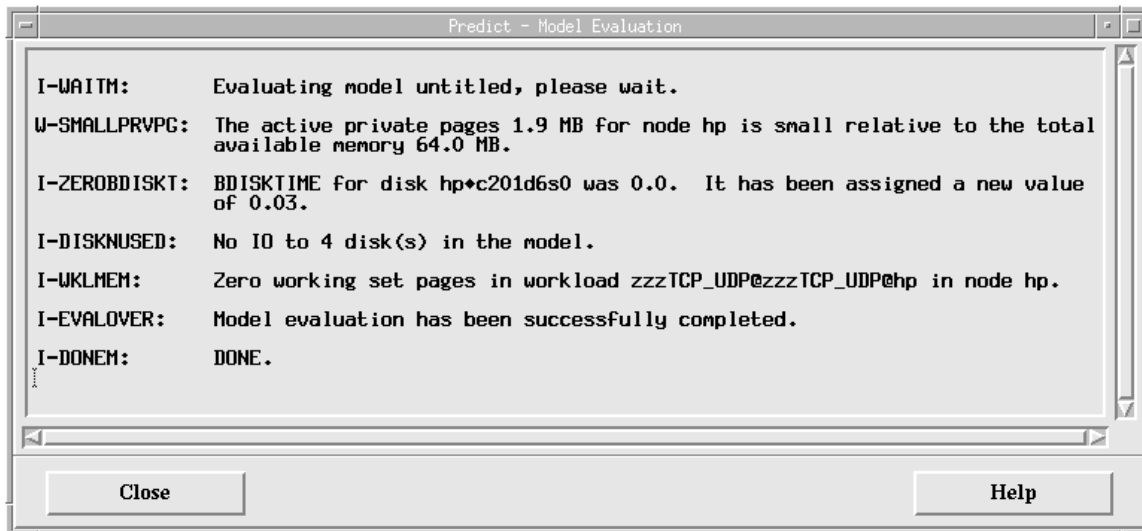 Predict - Model Evaluation
I-WAITM: Evaluating model untitled, please wait.
W-SMALLPRVPG: The active private pages 1.9 MB for node hp is small relative to the total
available memory 64.0 MB.
I-ZEROBDISKT: BDISKTIME for disk hp♦c201d6s0 was 0.0. It has been assigned a new value
of 0.03.
I-DISKNUSED: No IO to 4 disk(s) in the model.
I-WKLMEM: Zero working set pages in workload zzzTCP_UDP@zzzTCP_UDP@hp in node hp.
I-EVALOVER: Model evaluation has been successfully completed.
I-DONEM: DONE.
Close Help